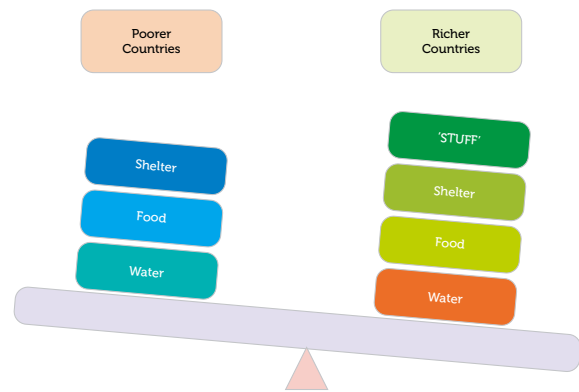 Poorer
Countries
Richer
Countries
Shelter
Food
Water
‘STUFF’
Shelter
Food
Water